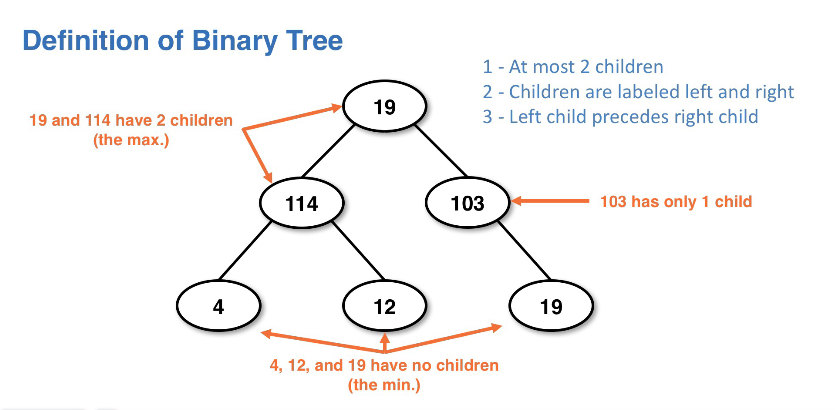 Definition of Binary Tree
1 - At most 2 children
2 - Children are labeled left and right
3 - Left child precedes right child
19
19 and 114 have 2 children
(the max.)
114
103
103 has only 1 child
4
12
19
4, 12, and 19 have no children
(the min.)